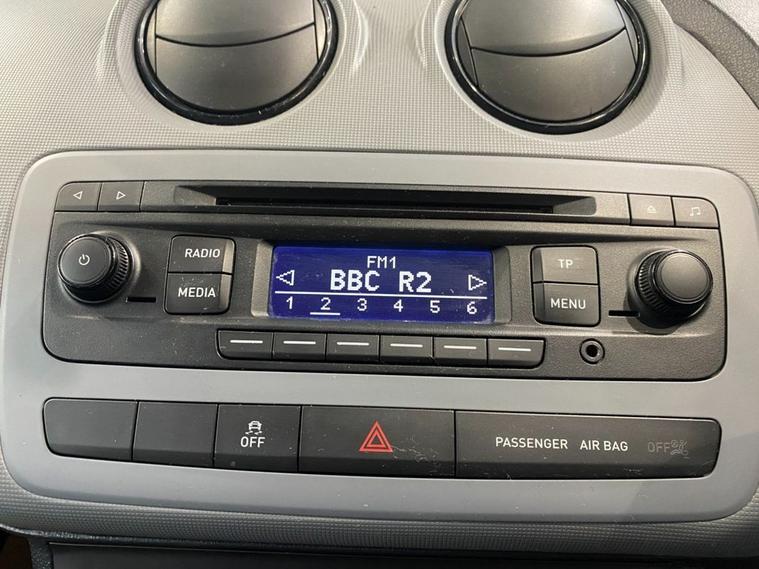 RADIO
MEDIA
FM1
BBC R2
1 2 3 4 5 6
TP
MENU
OFF
PASSENGER AIR BAG OFF